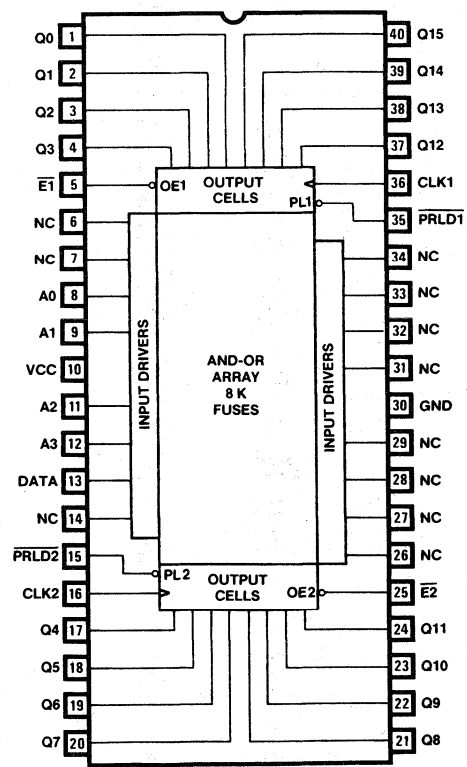 Q0 1 40 Q15
Q1 2 39 Q14
Q2 3 38 Q13
Q3 4 37 Q12
E1 5 OE1 OUTPUT CELLS 36 CLK1
PL1 35 PRLD1
NC 6 34 NC
NC 7 33 NC
A0 8 32 NC
A1 9 31 NC
VCC 10 30 GND
A2 11 29 NC
A3 12 28 NC
DATA 13 27 NC
NC 14 26 NC
INPUT DRIVERS
AND-OR
ARRAY
8 K
FUSES
INPUT DRIVERS
PRLD2 15 PL2
CLK2 16 OUTPUT CELLS OE2 25 E2
Q4 17 24 Q11
Q5 18 23 Q10
Q6 19 22 Q9
Q7 20 21 Q8